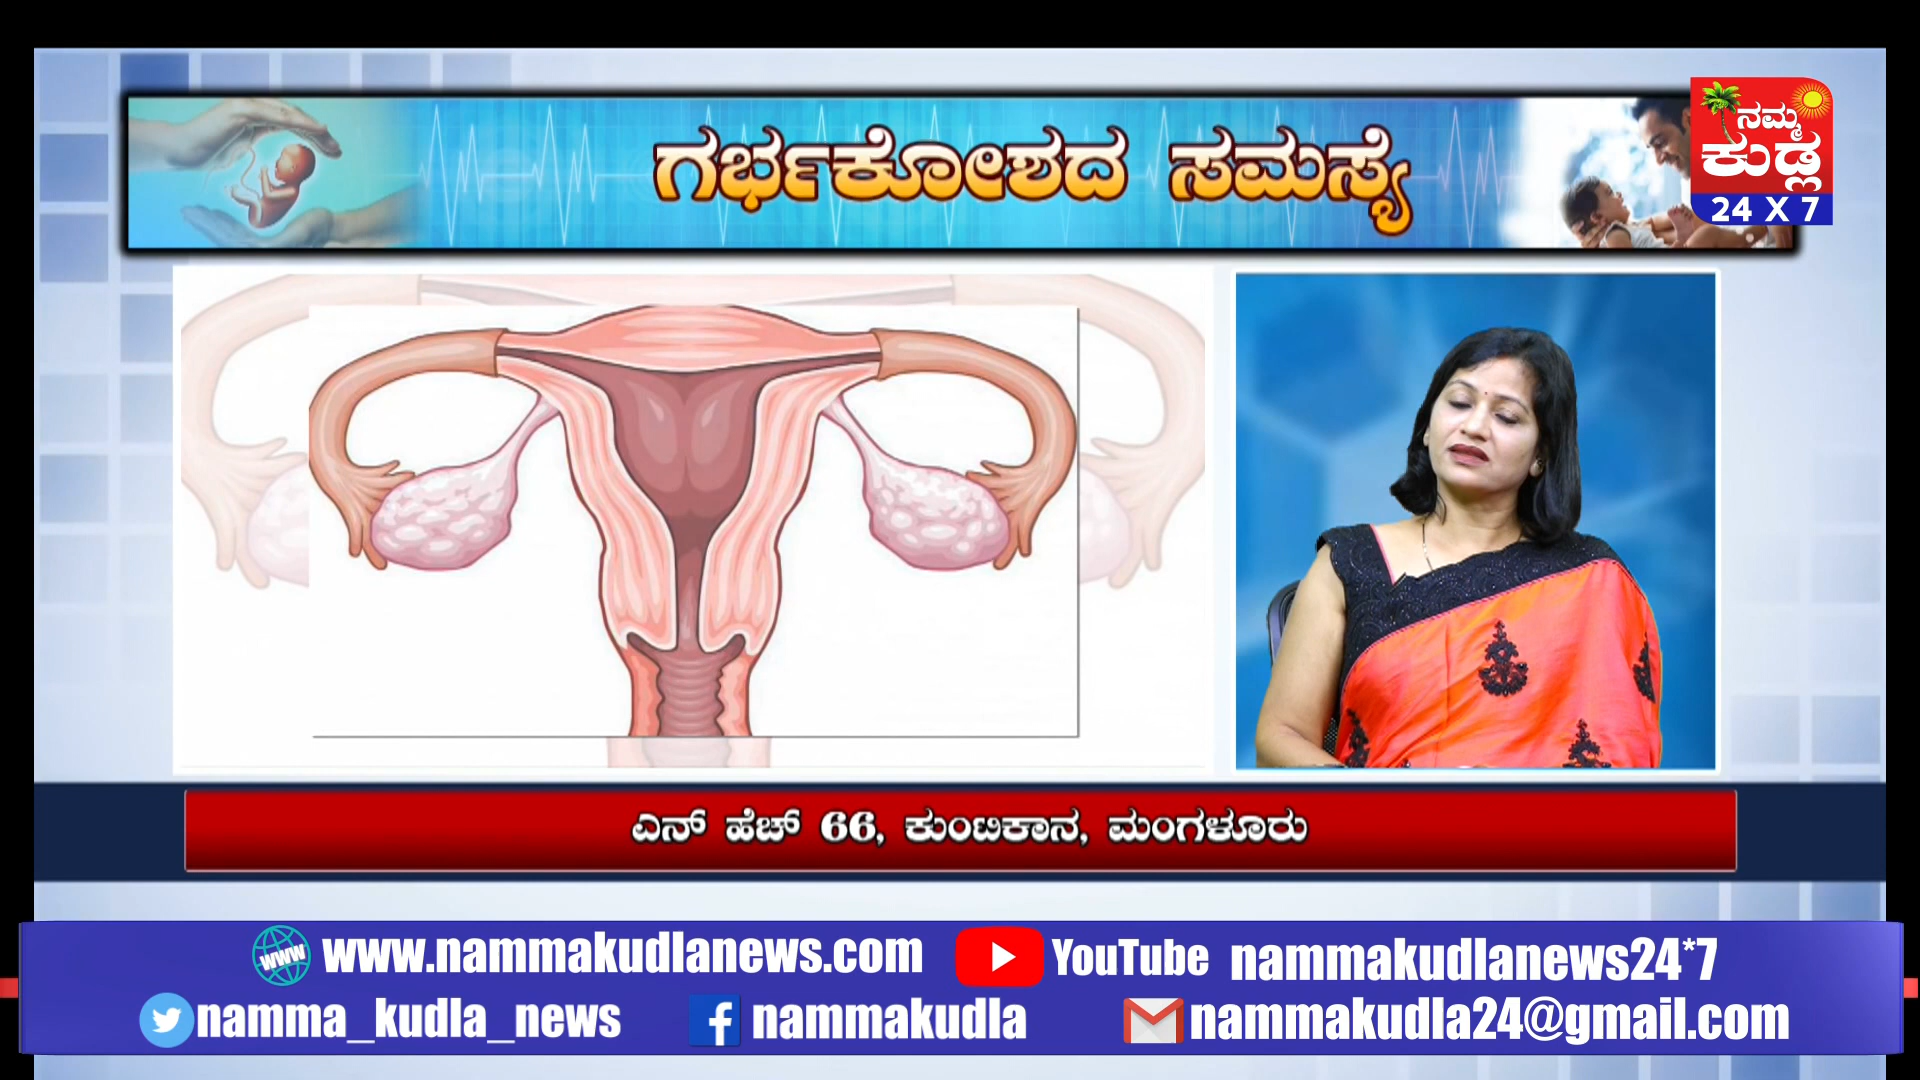 ಗರ್ಭಕೋಶದ ಸಮಸ್ಯೆ
ನಮ್ಮ
ಕುಡ್ಲ
24 X 7
ಎನ್ ಹೆಚ್ 66, ಕುಂಟಿಕಾನ, ಮಂಗಳೂರು
www www.nammakudlanews.com YouTube nammakudlanews24*7
namma_kudla_news f nammakudla nammakudla24@gmail.com